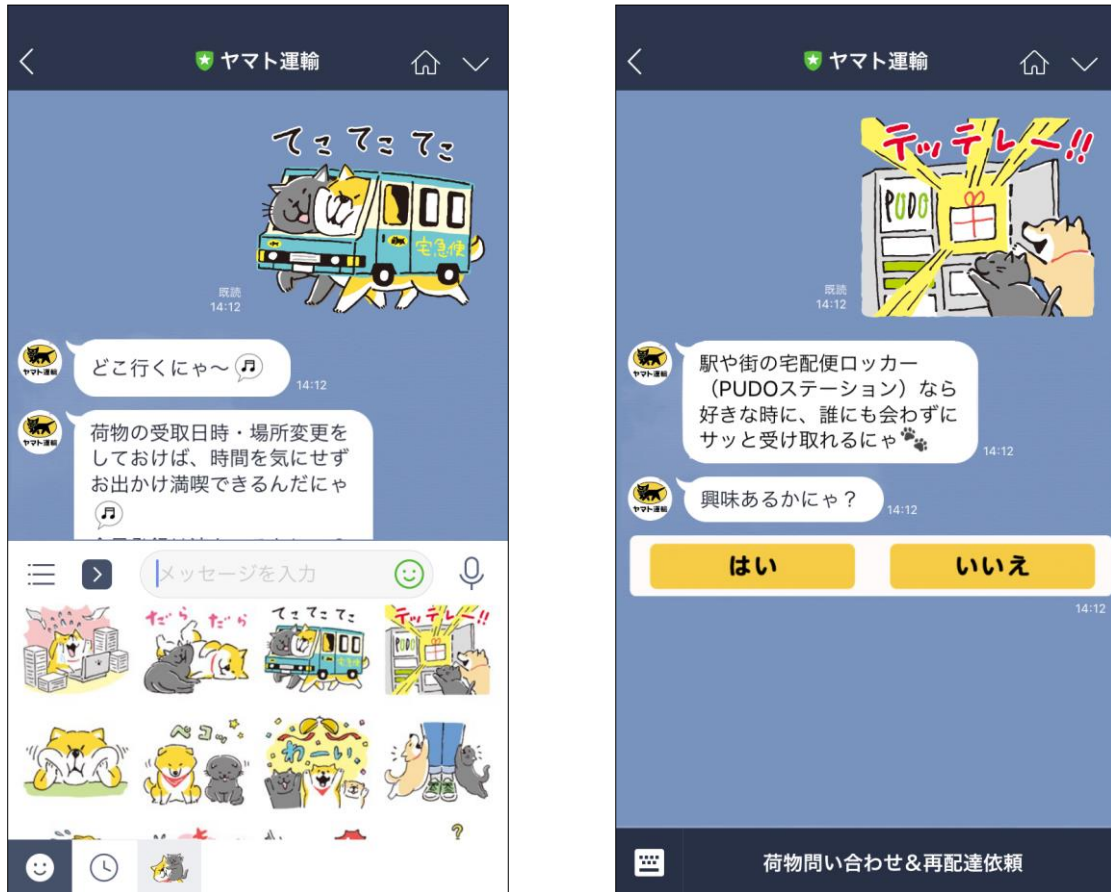 ヤマト運輸
てこ てこ てこ
宅急便
既読
14:12
ヤマト運輸
どこ行くにゃ~
14:12
ヤマト運輸
荷物の受取日時・場所変更を
しておけば、時間を気にせず
お出かけ満喫できるんだにゃ
メッセージを入力
だら だら
てこ てこ てこ
宅急便
テッテレー!!
PUDO
ペコッ
わーい
?
ヤマト運輸
テッテレー!!
PUDO
既読
14:12
ヤマト運輸
駅や街の宅配便ロッカー
(PUDOステーション)なら
好きな時に、誰にも会わずに
サッと受け取れるにゃ
14:12
ヤマト運輸
興味あるかにゃ?
14:12
はい
いいえ
14:12
荷物問い合わせ&再配達依頼